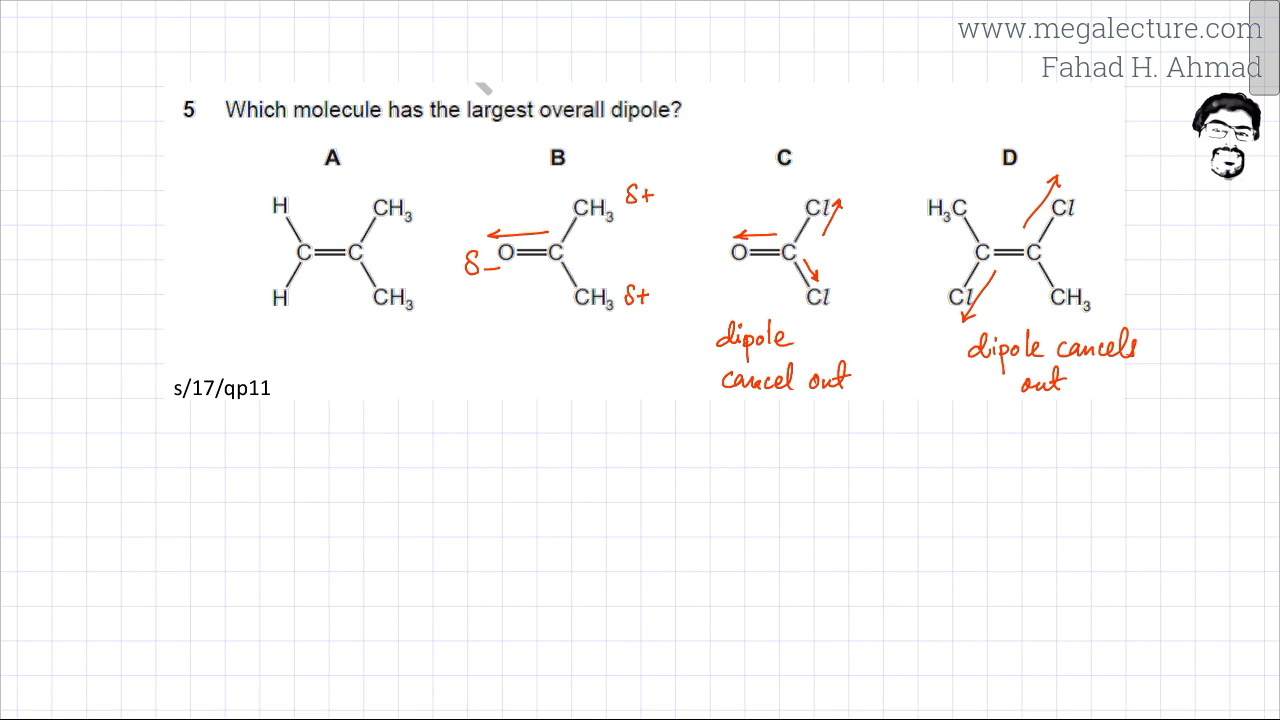 www.megalecture.com
Fahad H. Ahmad
5 Which molecule has the largest overall dipole?
A B C D
H CH₃ CH₃ δ+ Cl H₃C Cl
C C δ- O C O C C C
H CH₃ CH₃ δ+ Cl Cl CH₃
dipole
cancel out
dipole cancels
out
s/17/qp11